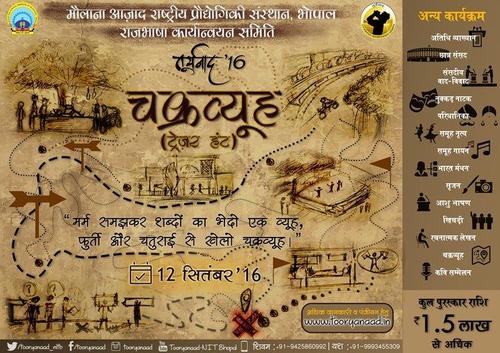 मौलाना आज़ाद राष्ट्रीय प्रौद्योगिकी संस्थान, भोपाल
राजभाषा कार्यान्वयन समिति
तूर्यनाद '16
चक्रव्यूह
(ट्रेजर हंट)
"मर्म समझकर शब्दों का भेदो एक व्यूह,
फुर्ती और चतुराई से खेलो चक्रव्यूह।"
12 सितंबर '16
अधिक जानकारी व पंजीयन हेतु
www.tooryanaad.in
अन्य कार्यक्रम
अतिथि व्याख्यान
छात्र संसद
संसदीय
वाद-विवाद
नुक्कड़ नाटक
परिधानिका
समूह नृत्य
समूह गायन
भारत मंथन
सृजन
आशु भाषण
खिचड़ी
रचनात्मक लेखन
चक्रव्यूह
कवि सम्मेलन
कुल पुरस्कार राशि
₹1.5 लाख
से अधिक
Tooryanaad_nitb Tooryanaad Tooryanaad-NIT Bhopal शिवम : +91-9425860992 यश : +91-9993455309